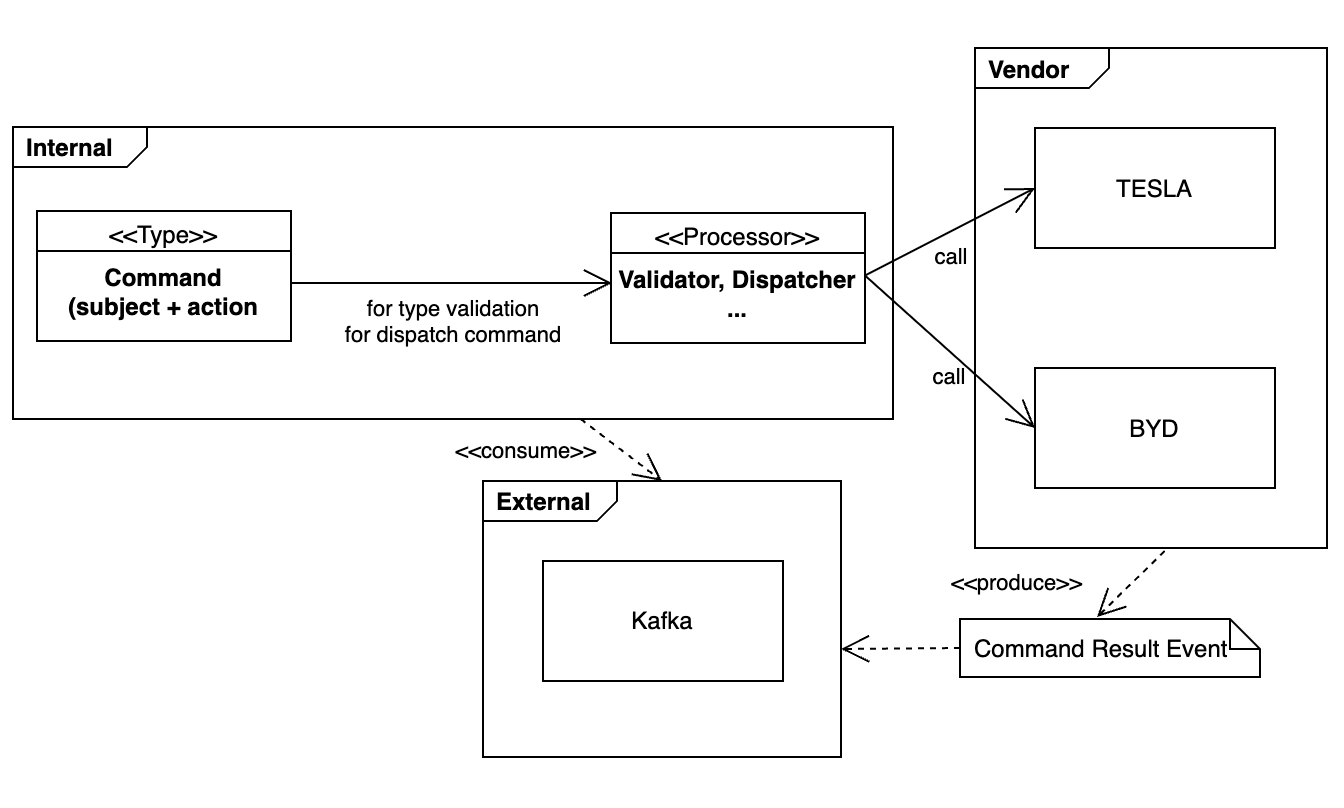 Vendor
TESLA
Internal
<<Type>>
Command
(subject + action
for type validation
for dispatch command
<<Processor>>
Validator, Dispatcher
...
call
call
BYD
<<consume>>
External
Kafka
<<produce>>
Command Result Event